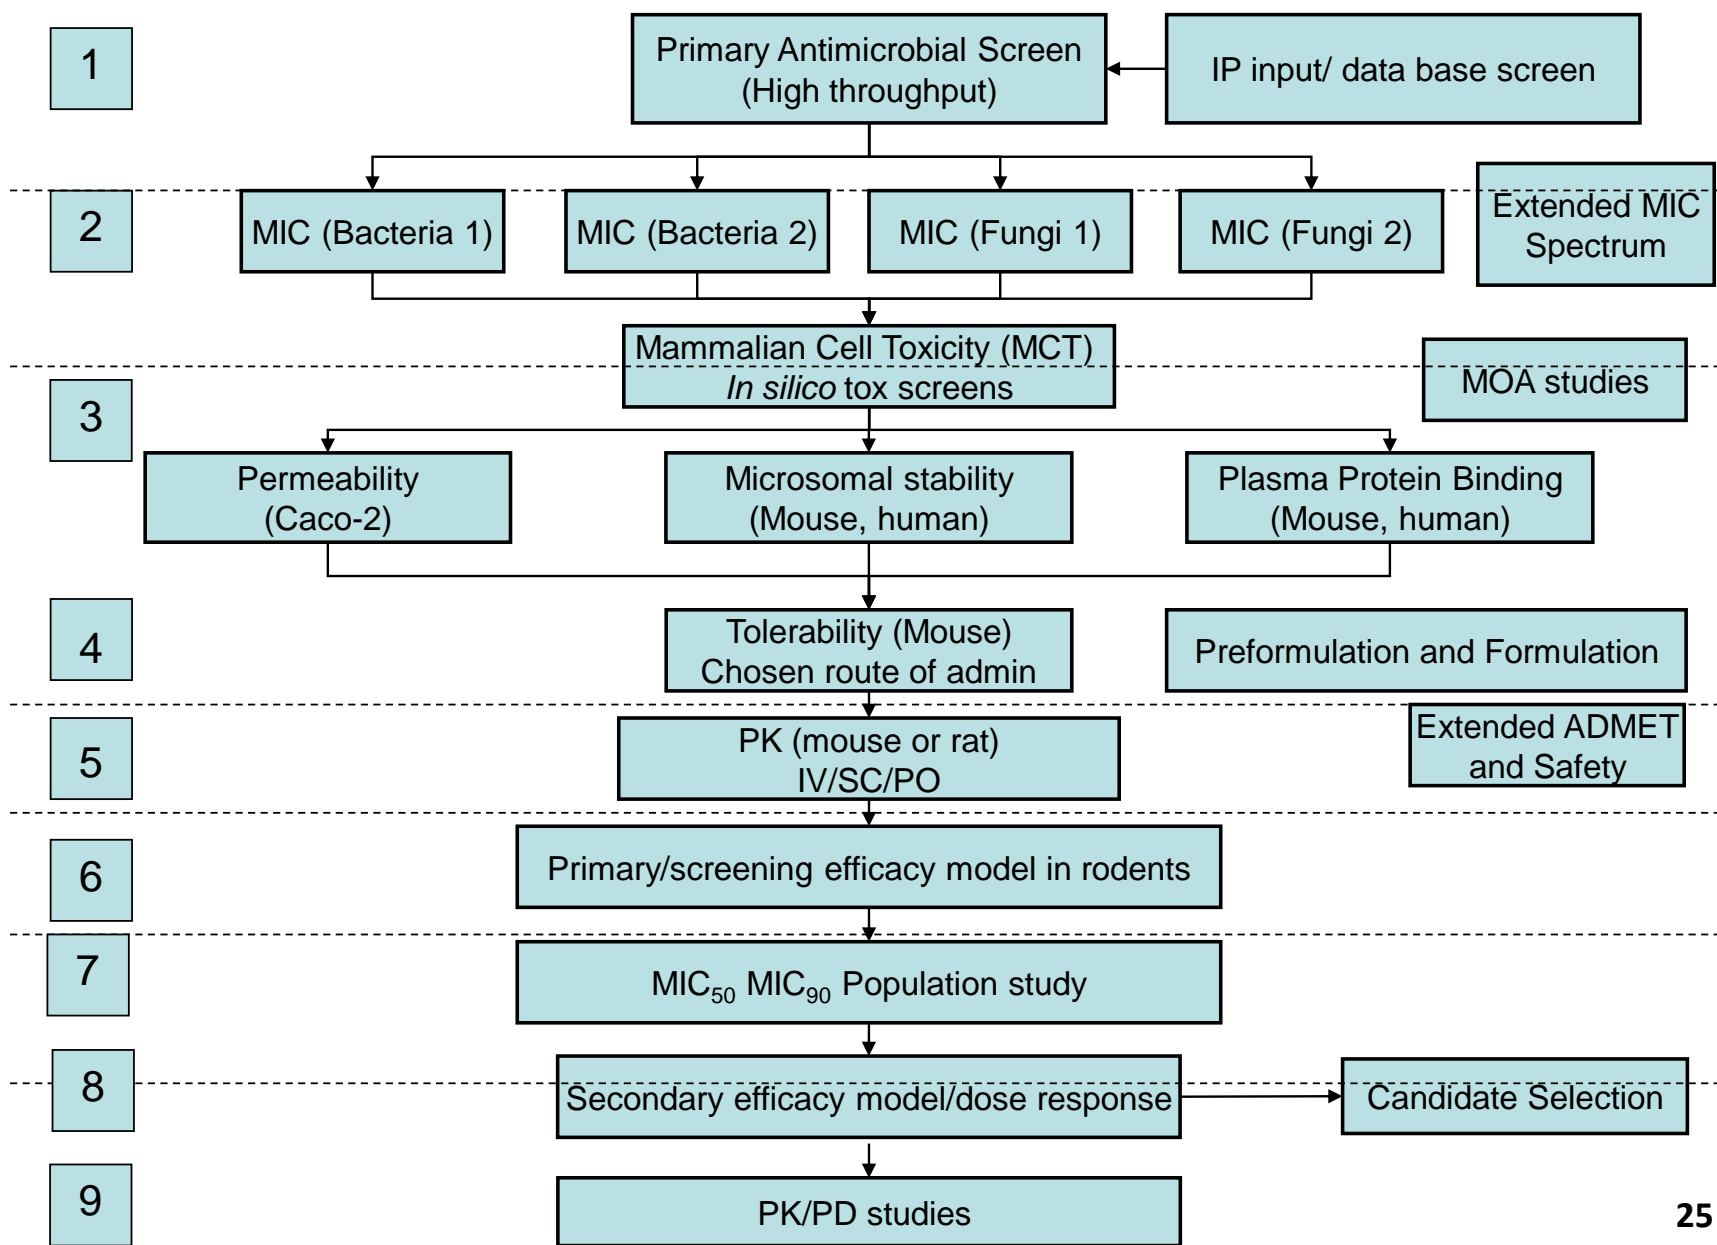 1
Primary Antimicrobial Screen
(High throughput)
IP input/ data base screen
2
MIC (Bacteria 1)
MIC (Bacteria 2)
MIC (Fungi 1)
MIC (Fungi 2)
Extended MIC
Spectrum
Mammalian Cell Toxicity (MCT)
In silico tox screens
MOA studies
3
Permeability
(Caco-2)
Microsomal stability
(Mouse, human)
Plasma Protein Binding
(Mouse, human)
4
Tolerability (Mouse)
Chosen route of admin
Preformulation and Formulation
5
PK (mouse or rat)
IV/SC/PO
Extended ADMET
and Safety
6
Primary/screening efficacy model in rodents
7
MIC₅₀ MIC₉₀ Population study
8
Secondary efficacy model/dose response
Candidate Selection
9
PK/PD studies
25